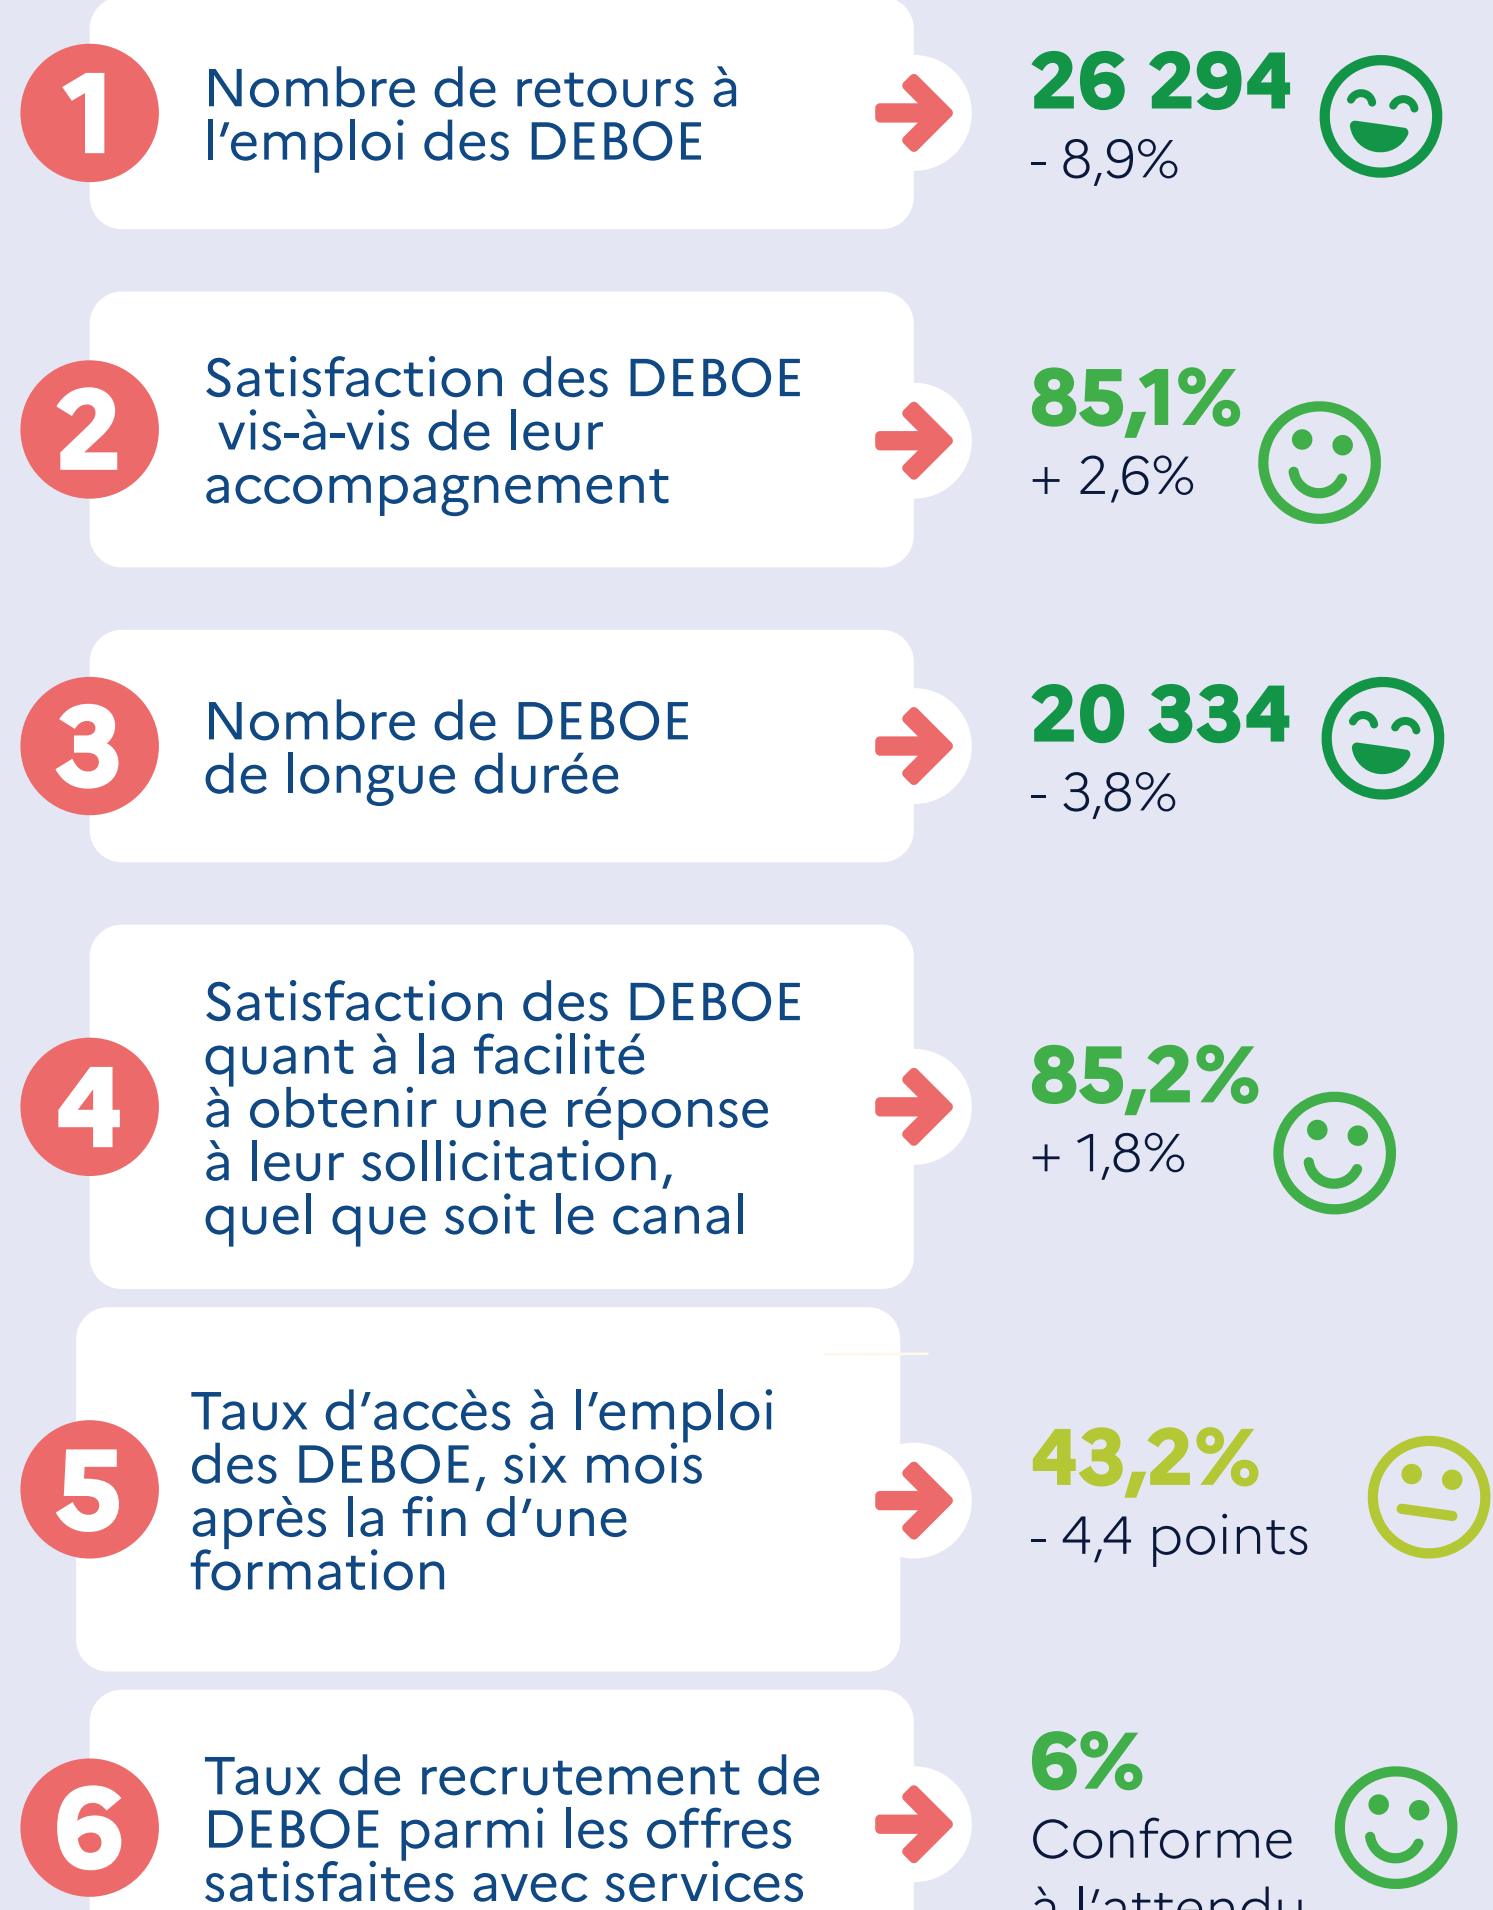 1
Nombre de retours à
l’emploi des DEBOE
26 294
- 8,9%
2
Satisfaction des DEBOE
vis-à-vis de leur
accompagnement
85,1%
+ 2,6%
3
Nombre de DEBOE
de longue durée
20 334
- 3,8%
4
Satisfaction des DEBOE
quant à la facilité
à obtenir une réponse
à leur sollicitation,
quel que soit le canal
85,2%
+ 1,8%
5
Taux d’accès à l’emploi
des DEBOE, six mois
après la fin d’une
formation
43,2%
- 4,4 points
6
Taux de recrutement de
DEBOE parmi les offres
satisfaites avec services
6%
Conforme
à l’attendu